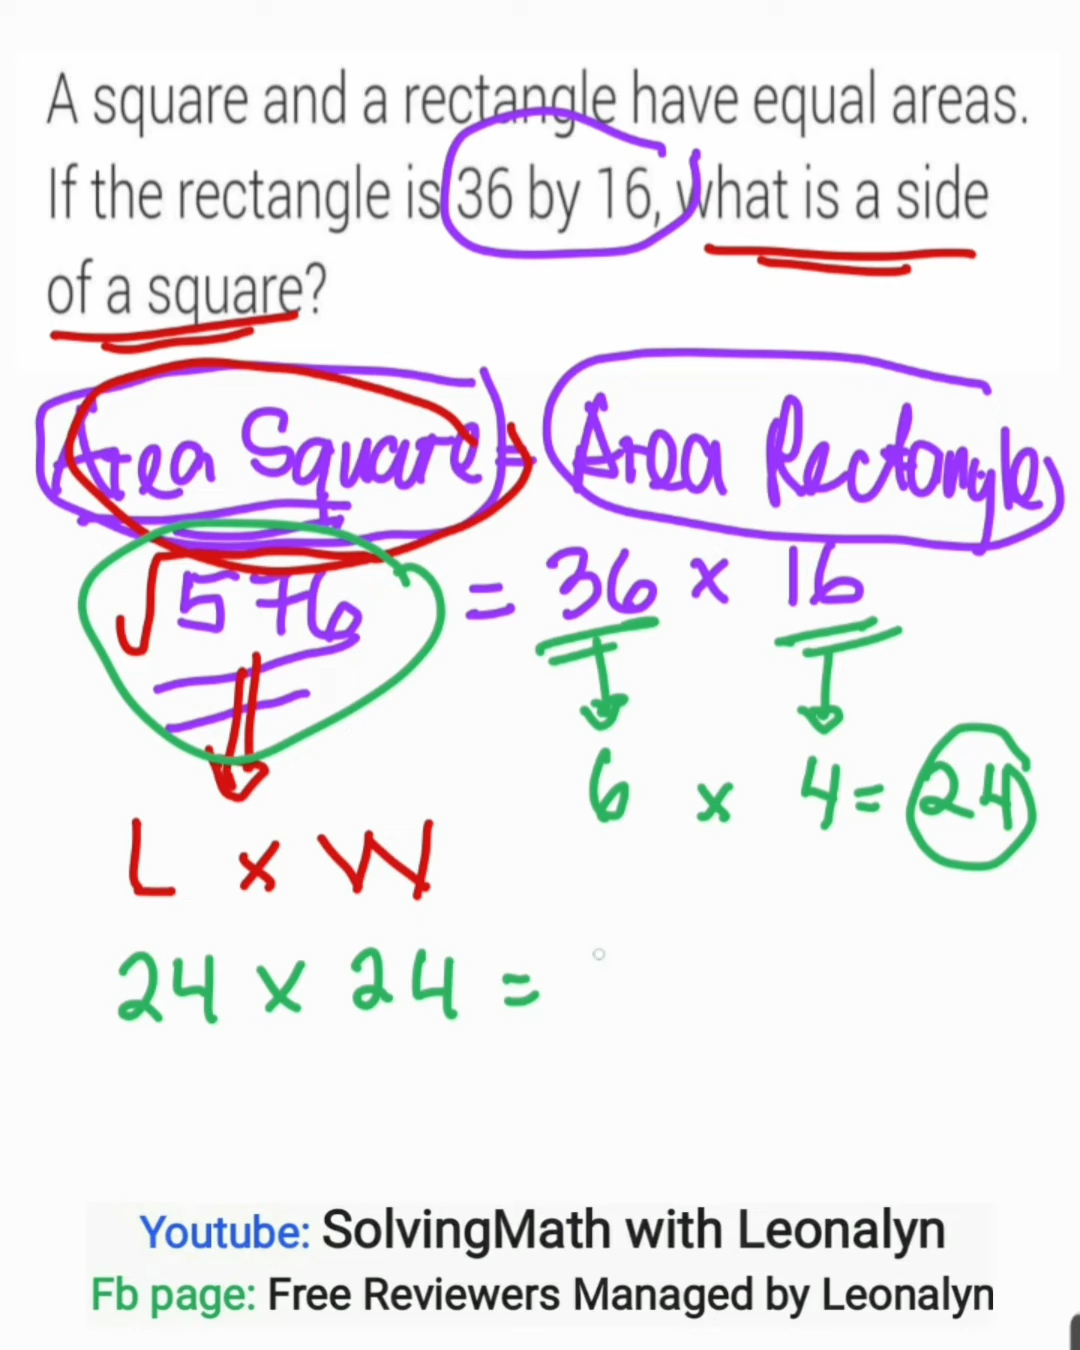 A square and a rectangle have equal areas.
If the rectangle is 36 by 16, what is a side
of a square?
Area Square = Area Rectangle
√576 = 36 x 16
6 x 4 = 24
L x W
24 x 24 =
Youtube: SolvingMath with Leonalyn
Fb page: Free Reviewers Managed by Leonalyn